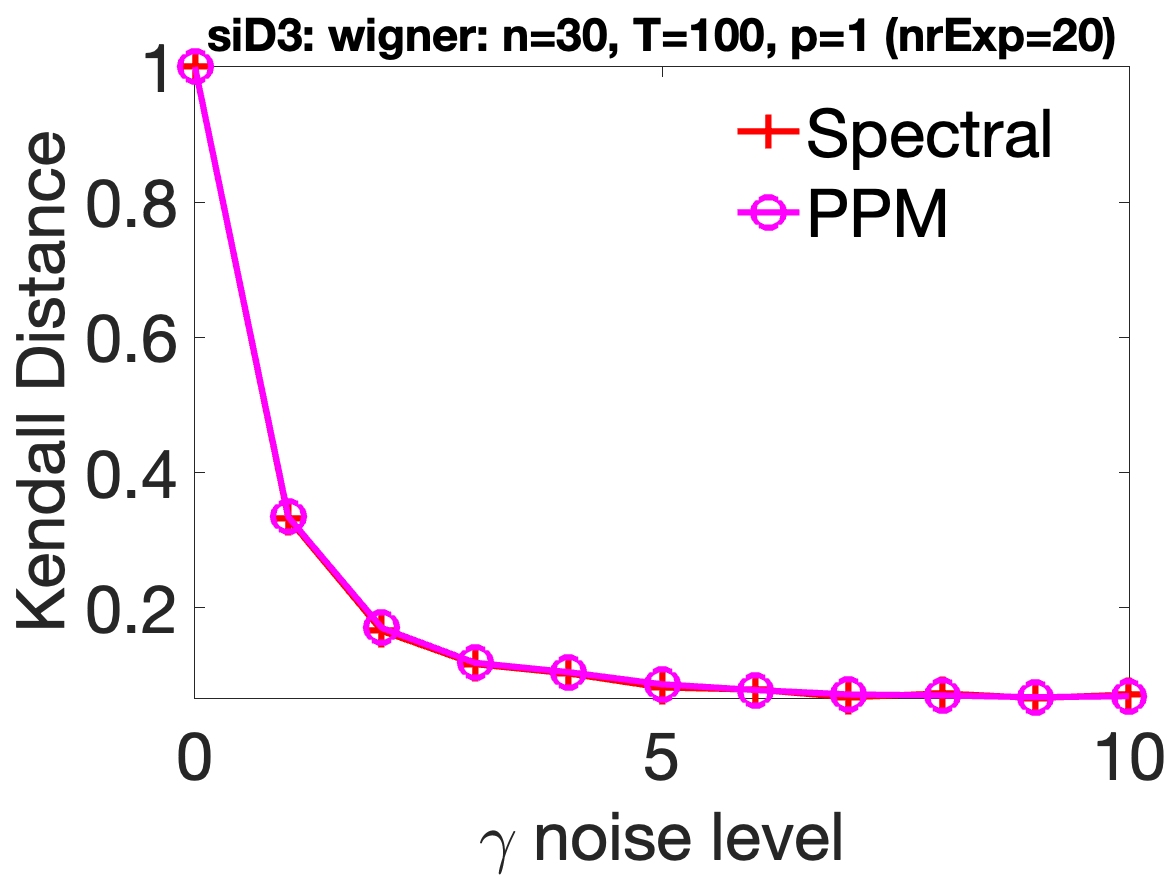 siD3: wigner: n=30, T=100, p=1 (nrExp=20)
Spectral
PPM
Kendall Distance
1
0.8
0.6
0.4
0.2
0 5 10
γ noise level